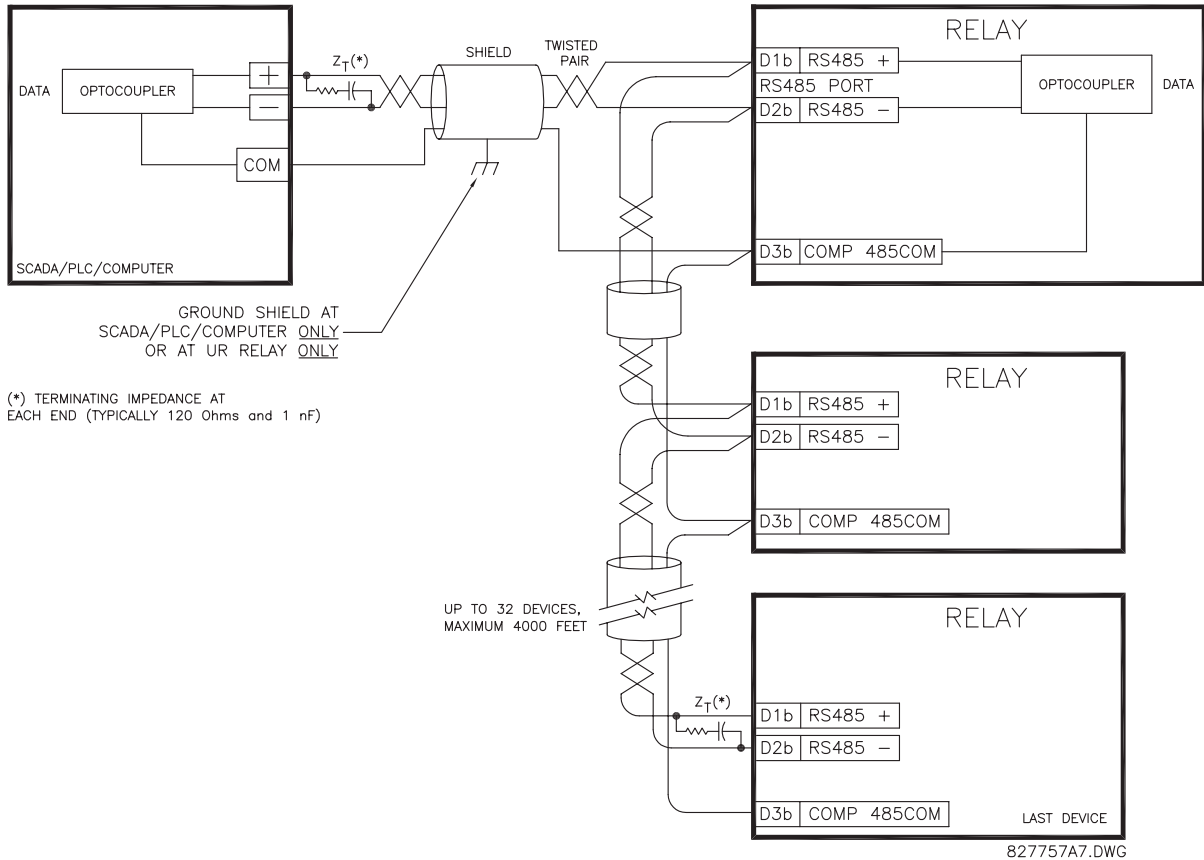 DATA
OPTOCOUPLER
+
−
COM
SCADA/PLC/COMPUTER
ZT(*)
SHIELD
TWISTED
PAIR
RELAY
D1b RS485 +
RS485 PORT
D2b RS485 −
OPTOCOUPLER
DATA
D3b COMP 485COM
GROUND SHIELD AT
SCADA/PLC/COMPUTER ONLY
OR AT UR RELAY ONLY
(*) TERMINATING IMPEDANCE AT
EACH END (TYPICALLY 120 Ohms and 1 nF)
RELAY
D1b RS485 +
D2b RS485 −
D3b COMP 485COM
UP TO 32 DEVICES,
MAXIMUM 4000 FEET
RELAY
ZT(*)
D1b RS485 +
D2b RS485 −
D3b COMP 485COM
LAST DEVICE
827757A7.DWG